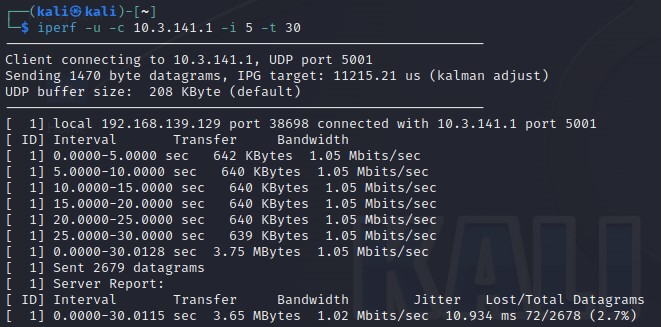 ┌──(kali㉿kali)-[~]
└─$ iperf -u -c 10.3.141.1 -i 5 -t 30
------------------------------------------------------------
Client connecting to 10.3.141.1, UDP port 5001
Sending 1470 byte datagrams, IPG target: 11215.21 us (kalman adjust)
UDP buffer size:  208 KByte (default)
------------------------------------------------------------
[  1] local 192.168.139.129 port 38698 connected with 10.3.141.1 port 5001
[ ID] Interval       Transfer     Bandwidth
[  1] 0.0000-5.0000 sec   642 KBytes  1.05 Mbits/sec
[  1] 5.0000-10.0000 sec   640 KBytes  1.05 Mbits/sec
[  1] 10.0000-15.0000 sec   640 KBytes  1.05 Mbits/sec
[  1] 15.0000-20.0000 sec   640 KBytes  1.05 Mbits/sec
[  1] 20.0000-25.0000 sec   640 KBytes  1.05 Mbits/sec
[  1] 25.0000-30.0000 sec   639 KBytes  1.05 Mbits/sec
[  1] 0.0000-30.0128 sec  3.75 MBytes  1.05 Mbits/sec
[  1] Sent 2679 datagrams
[  1] Server Report:
[ ID] Interval       Transfer     Bandwidth        Jitter   Lost/Total Datagrams
[  1] 0.0000-30.0115 sec  3.65 MBytes  1.02 Mbits/sec  10.934 ms 72/2678 (2.7%)
KALI